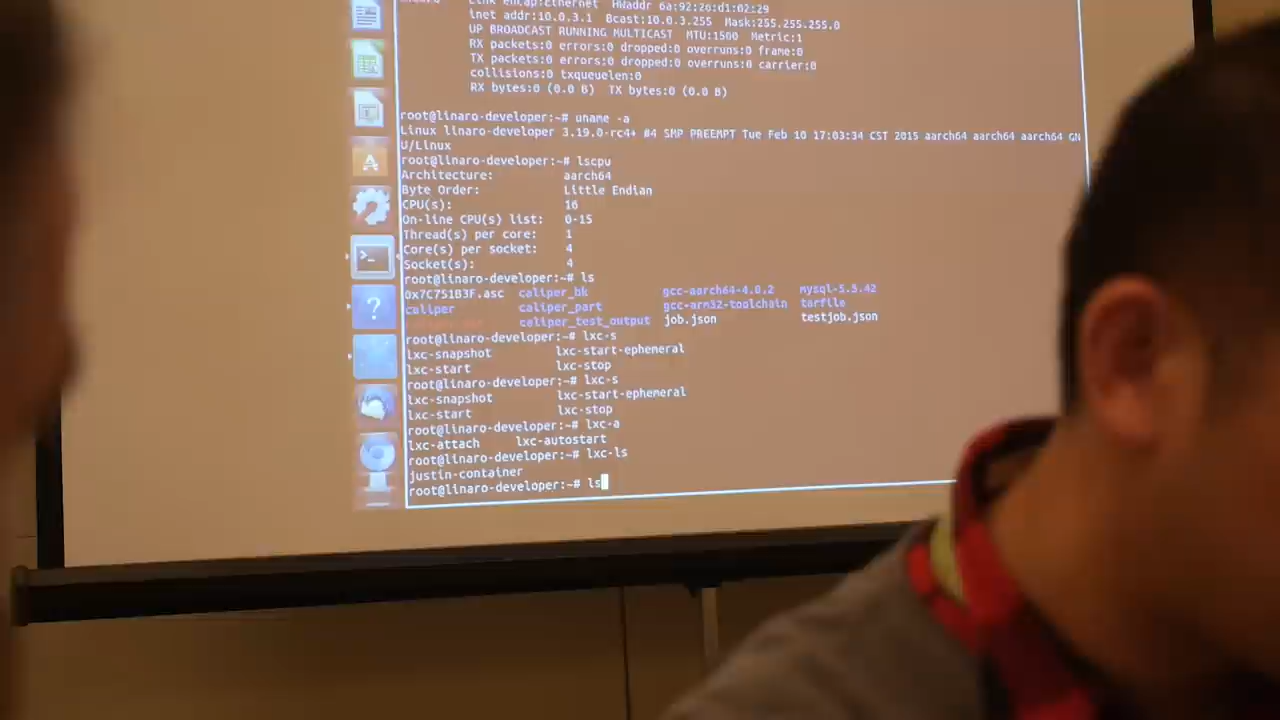 Link encap:Ethernet HWaddr 6a:92:26:d1:02:29
inet addr:10.0.3.1 Bcast:10.0.3.255 Mask:255.255.255.0
UP BROADCAST RUNNING MULTICAST MTU:1500 Metric:1
RX packets:0 errors:0 dropped:0 overruns:0 frame:0
TX packets:0 errors:0 dropped:0 overruns:0 carrier:0
collisions:0 txqueuelen:0
RX bytes:0 (0.0 B) TX bytes:0 (0.0 B)
root@linaro-developer:~# uname -a
Linux linaro-developer 3.19.0-rc4+ #4 SMP PREEMPT Tue Feb 10 17:03:34 CST 2015 aarch64 aarch64 aarch64 GN
U/Linux
root@linaro-developer:~# lscpu
Architecture: aarch64
Byte Order: Little Endian
CPU(s): 16
On-line CPU(s) list: 0-15
Thread(s) per core: 1
Core(s) per socket: 4
Socket(s): 4
root@linaro-developer:~# ls
0x7C751B3F.asc caliper_bk gcc-aarch64-4.8.2 mysql-5.5.42
caliper caliper_part gcc-arm32-toolchain tarfile
caliper_test_output job.json testjob.json
root@linaro-developer:~# lxc-s
lxc-snapshot lxc-start-ephemeral
lxc-start lxc-stop
root@linaro-developer:~# lxc-s
lxc-snapshot lxc-start-ephemeral
lxc-start lxc-stop
root@linaro-developer:~# lxc-a
lxc-attach lxc-autostart
root@linaro-developer:~# lxc-ls
justin-container
root@linaro-developer:~# ls